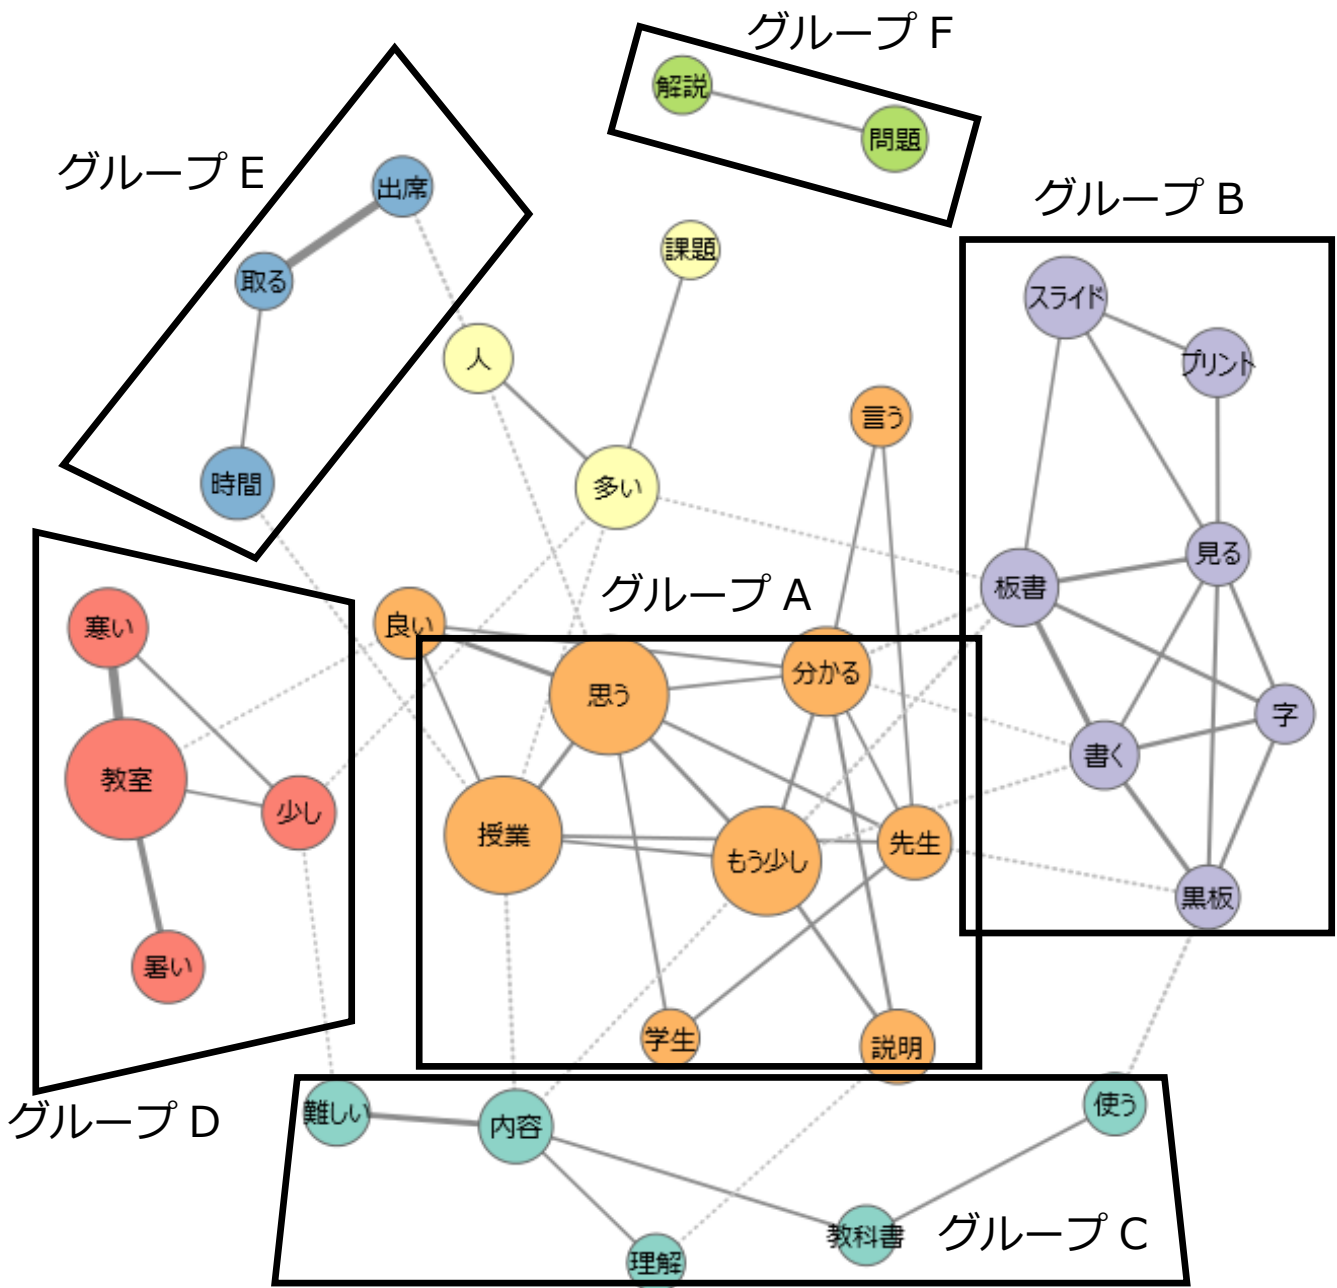 グループ F
解説
問題
グループ E
出席
グループ B
課題
取る
スライド
人
プリント
言う
時間
多い
見る
板書
グループ A
寒い
良い
分かる
思う
字
書く
教室
少し
授業
もう少し
先生
黒板
暑い
学生
説明
グループ D
難しい
内容
使う
教科書
グループ C
理解